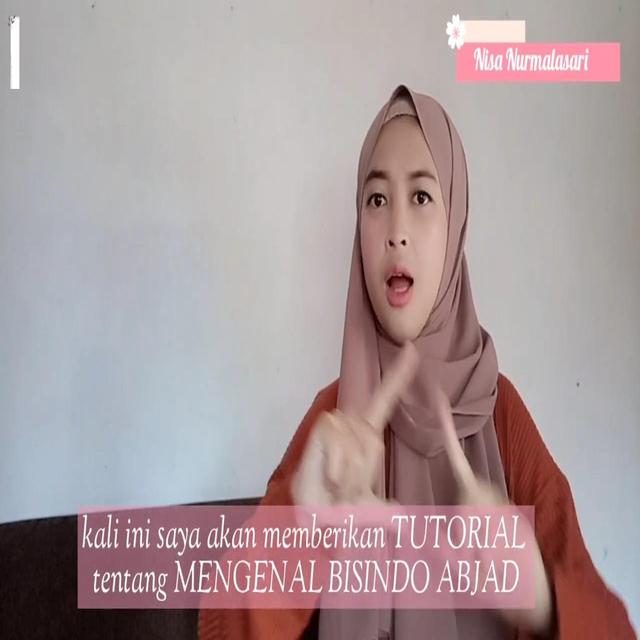 Nisa Nurmalasari
kali ini saya akan memberikan TUTORIAL
tentang MENGENAL BISINDO ABJAD